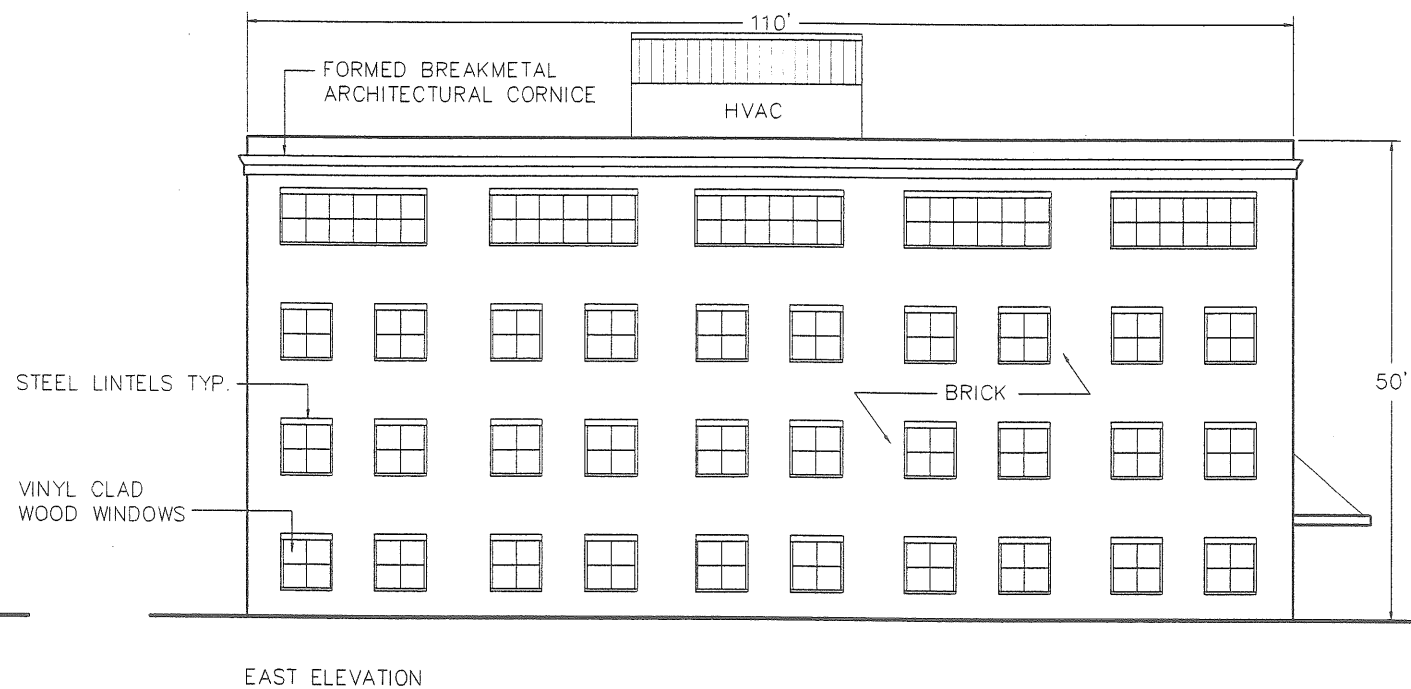 110'
FORMED BREAKMETAL
ARCHITECTURAL CORNICE
HVAC
STEEL LINTELS TYP.
BRICK
50'
VINYL CLAD
WOOD WINDOWS
EAST ELEVATION